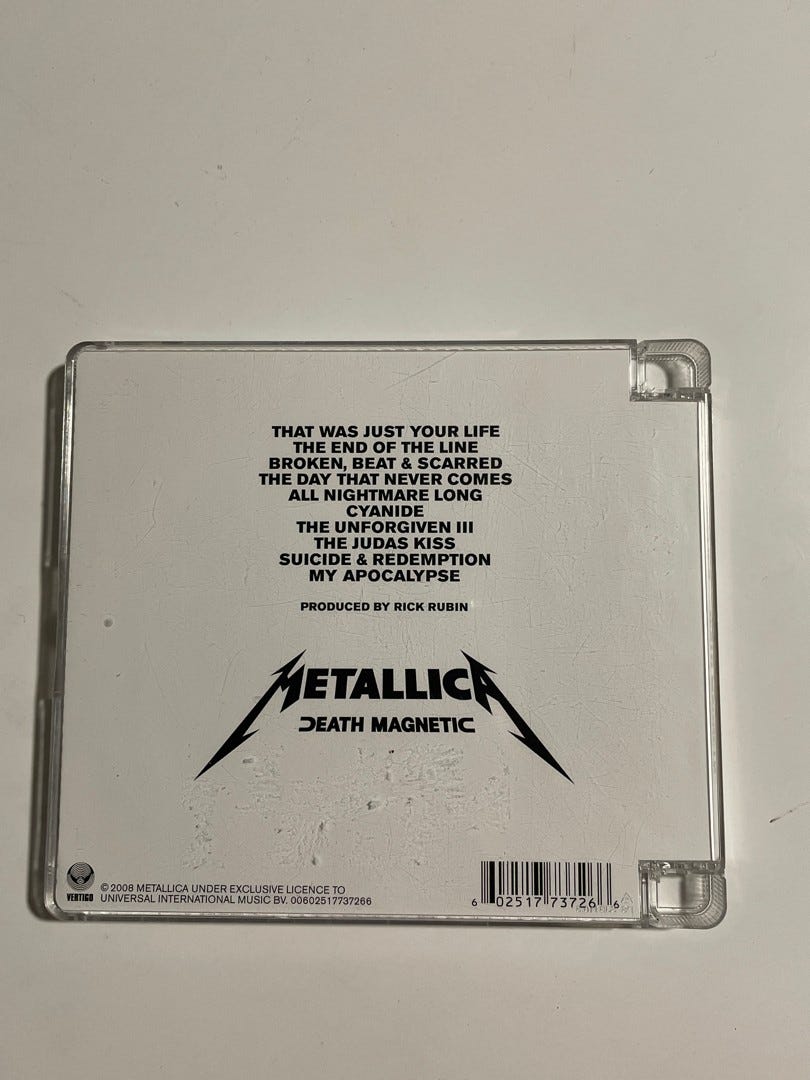 THAT WAS JUST YOUR LIFE
THE END OF THE LINE
BROKEN, BEAT & SCARRED
THE DAY THAT NEVER COMES
ALL NIGHTMARE LONG
CYANIDE
THE UNFORGIVEN III
THE JUDAS KISS
SUICIDE & REDEMPTION
MY APOCALYPSE
PRODUCED BY RICK RUBIN
METALLICA
DEATH MAGNETIC
VERTIGO
© 2008 METALLICA UNDER EXCLUSIVE LICENCE TO
UNIVERSAL INTERNATIONAL MUSIC BV. 00602517737266
6 02517 73726 6